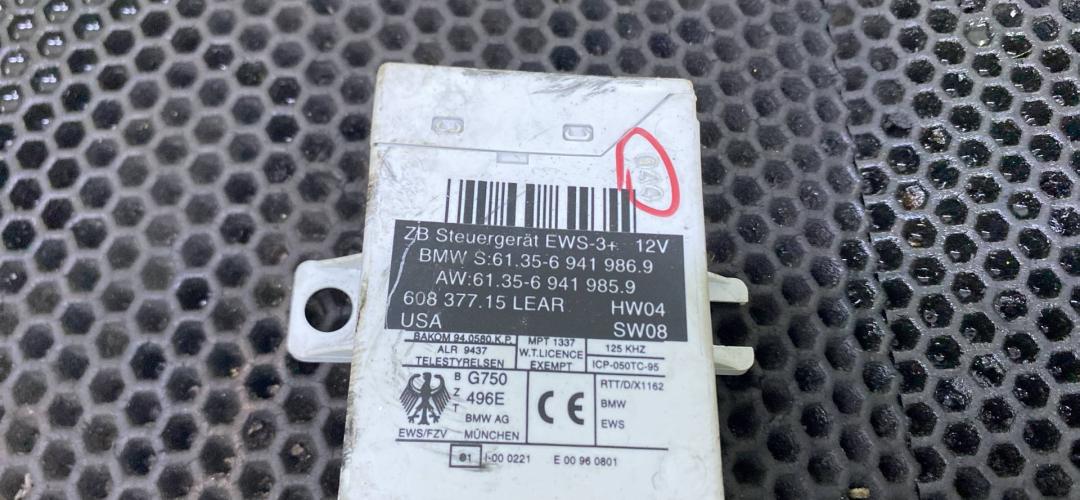 ZB Steuergerät EWS-3+ 12V
BMW S:61.35-6 941 986.9
AW:61.35-6 941 985.9
608 377.15 LEAR HW04
USA SW08
BAKOM 94.0580.K.P.
ALR 9437
TELESTYRELSEN
MPT 1337
W.T.LICENCE
EXEMPT
125 KHZ
ICP-050TC-95
B Z T
G750
496E
BMW AG
EWS/FZV MÜNCHEN
CE
RTT/D/X1162
BMW
EWS
e1 I-00 0221 E 00 96 0801